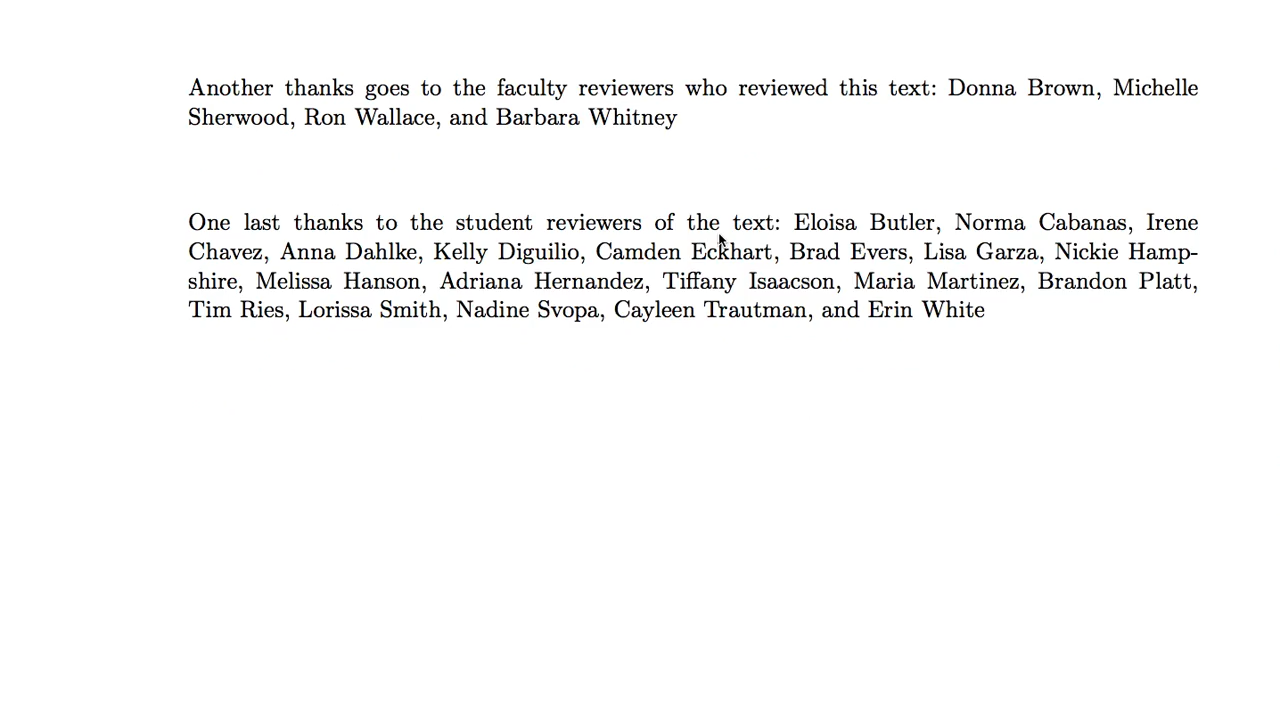 Another thanks goes to the faculty reviewers who reviewed this text: Donna Brown, Michelle
Sherwood, Ron Wallace, and Barbara Whitney
One last thanks to the student reviewers of the text: Eloisa Butler, Norma Cabanas, Irene
Chavez, Anna Dahlke, Kelly Diguilio, Camden Eckhart, Brad Evers, Lisa Garza, Nickie Hamp-
shire, Melissa Hanson, Adriana Hernandez, Tiffany Isaacson, Maria Martinez, Brandon Platt,
Tim Ries, Lorissa Smith, Nadine Svopa, Cayleen Trautman, and Erin White